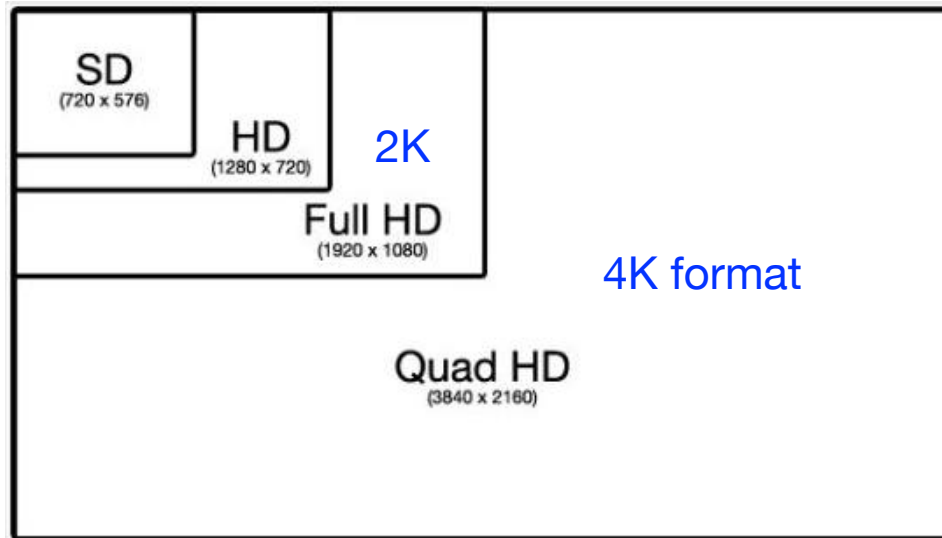 SD
(720 x 576)
HD
(1280 x 720)
2K
Full HD
(1920 x 1080)
4K format
Quad HD
(3840 x 2160)